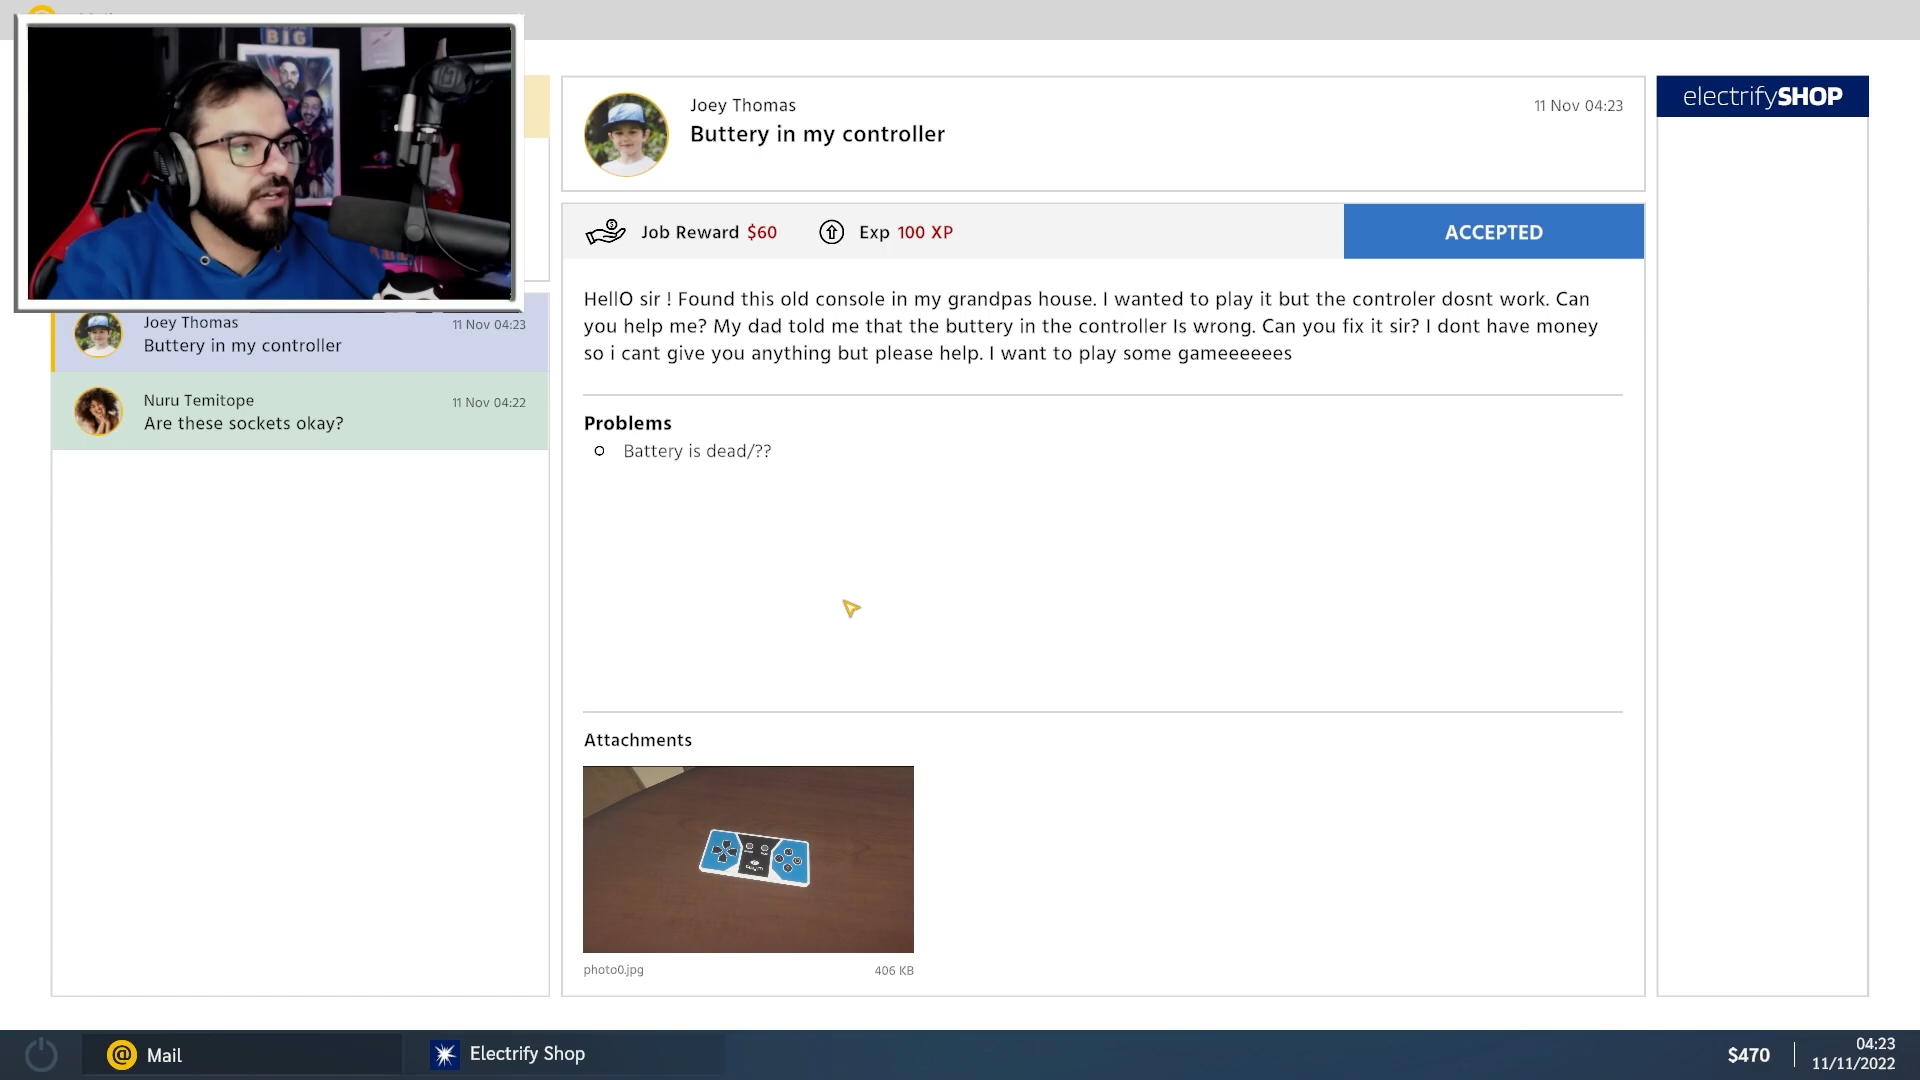 BIG
electrifySHOP
Joey Thomas
11 Nov 04:23
Buttery in my controller
Job Reward $60
Exp 100 XP
ACCEPTED
HellO sir ! Found this old console in my grandpas house. I wanted to play it but the controler dosnt work. Can
you help me? My dad told me that the buttery in the controller Is wrong. Can you fix it sir? I dont have money
so i cant give you anything but please help. I want to play some gameeeeees
Joey Thomas
11 Nov 04:23
Buttery in my controller
Nuru Temitope
11 Nov 04:22
Are these sockets okay?
Problems
Battery is dead/??
Attachments
photo0.jpg
406 KB
Mail
Electrify Shop
$470
04:23
11/11/2022